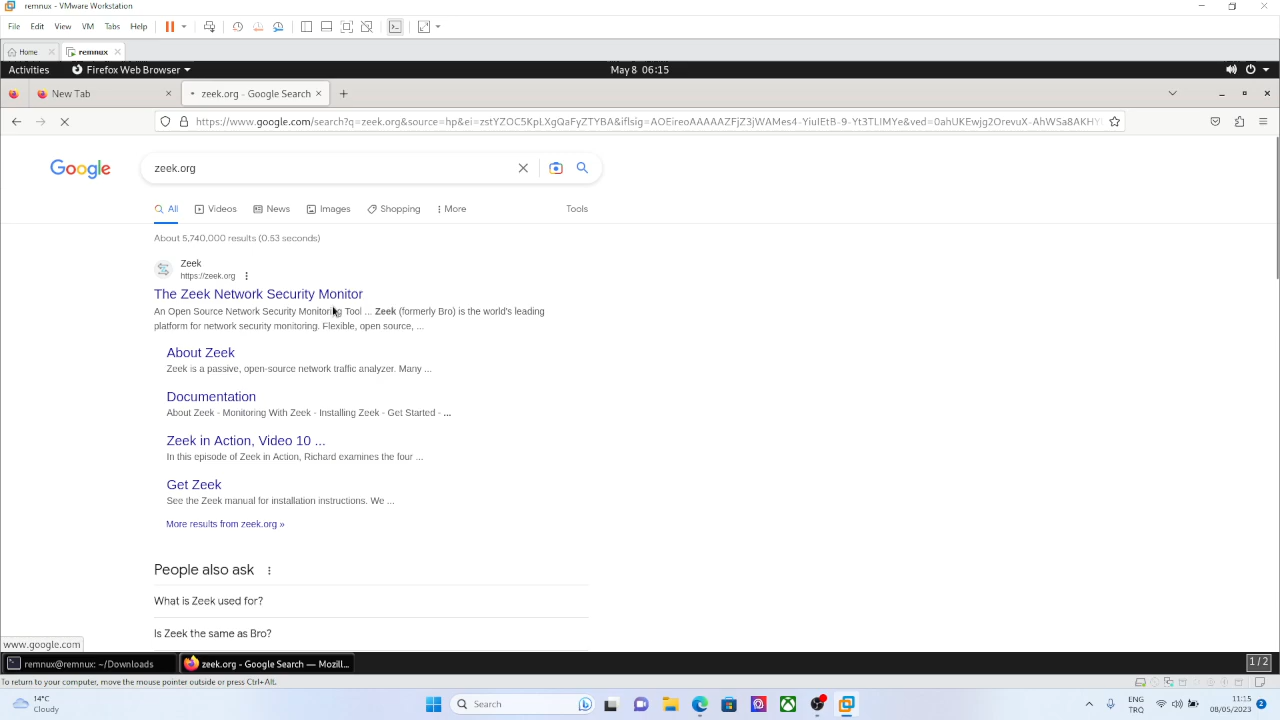 remnux - VMware Workstation
File Edit View VM Tabs Help
Home remnux
Activities Firefox Web Browser May 8 06:15
New Tab zeek.org - Google Search
https://www.google.com/search?q=zeek.org&source=hp&ei=zstYZOC5KpLXgQaFyZTYBA&iflsig=AOEireoAAAAAZFjZ3jWAMes4-YiuIEtB-9-Yt3TLIMYe&ved=0ahUKEwjg2OrevuX-AhWSa8AKHY
Google
zeek.org
All Videos News Images Shopping More Tools
About 5,740,000 results (0.53 seconds)
Zeek
https://zeek.org
The Zeek Network Security Monitor
An Open Source Network Security Monitoring Tool ... Zeek (formerly Bro) is the world's leading
platform for network security monitoring. Flexible, open source, ...
About Zeek
Zeek is a passive, open-source network traffic analyzer. Many ...
Documentation
About Zeek - Monitoring With Zeek - Installing Zeek - Get Started - ...
Zeek in Action, Video 10 ...
In this episode of Zeek in Action, Richard examines the four ...
Get Zeek
See the Zeek manual for installation instructions. We ...
More results from zeek.org »
People also ask
What is Zeek used for?
Is Zeek the same as Bro?
www.google.com
remnux@remnux: ~/Downloads zeek.org - Google Search — Mozill... 1 / 2
To return to your computer, move the mouse pointer outside or press Ctrl+Alt.
14°C
Cloudy
Search
ENG
TRQ
11:15
08/05/2023
2